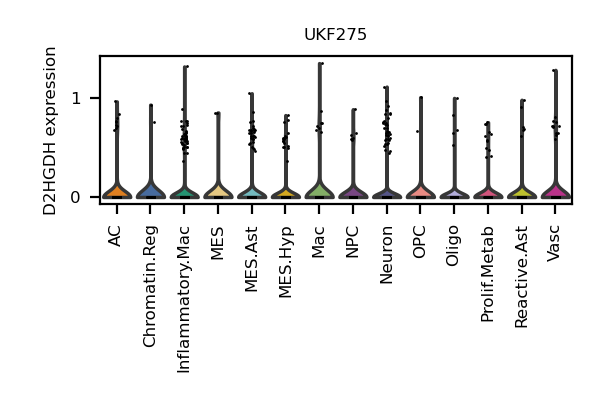 UKF275
D2HGDH expression
1
0
AC
Chromatin.Reg
Inflammatory.Mac
MES
MES.Ast
MES.Hyp
Mac
NPC
Neuron
OPC
Oligo
Prolif.Metab
Reactive.Ast
Vasc